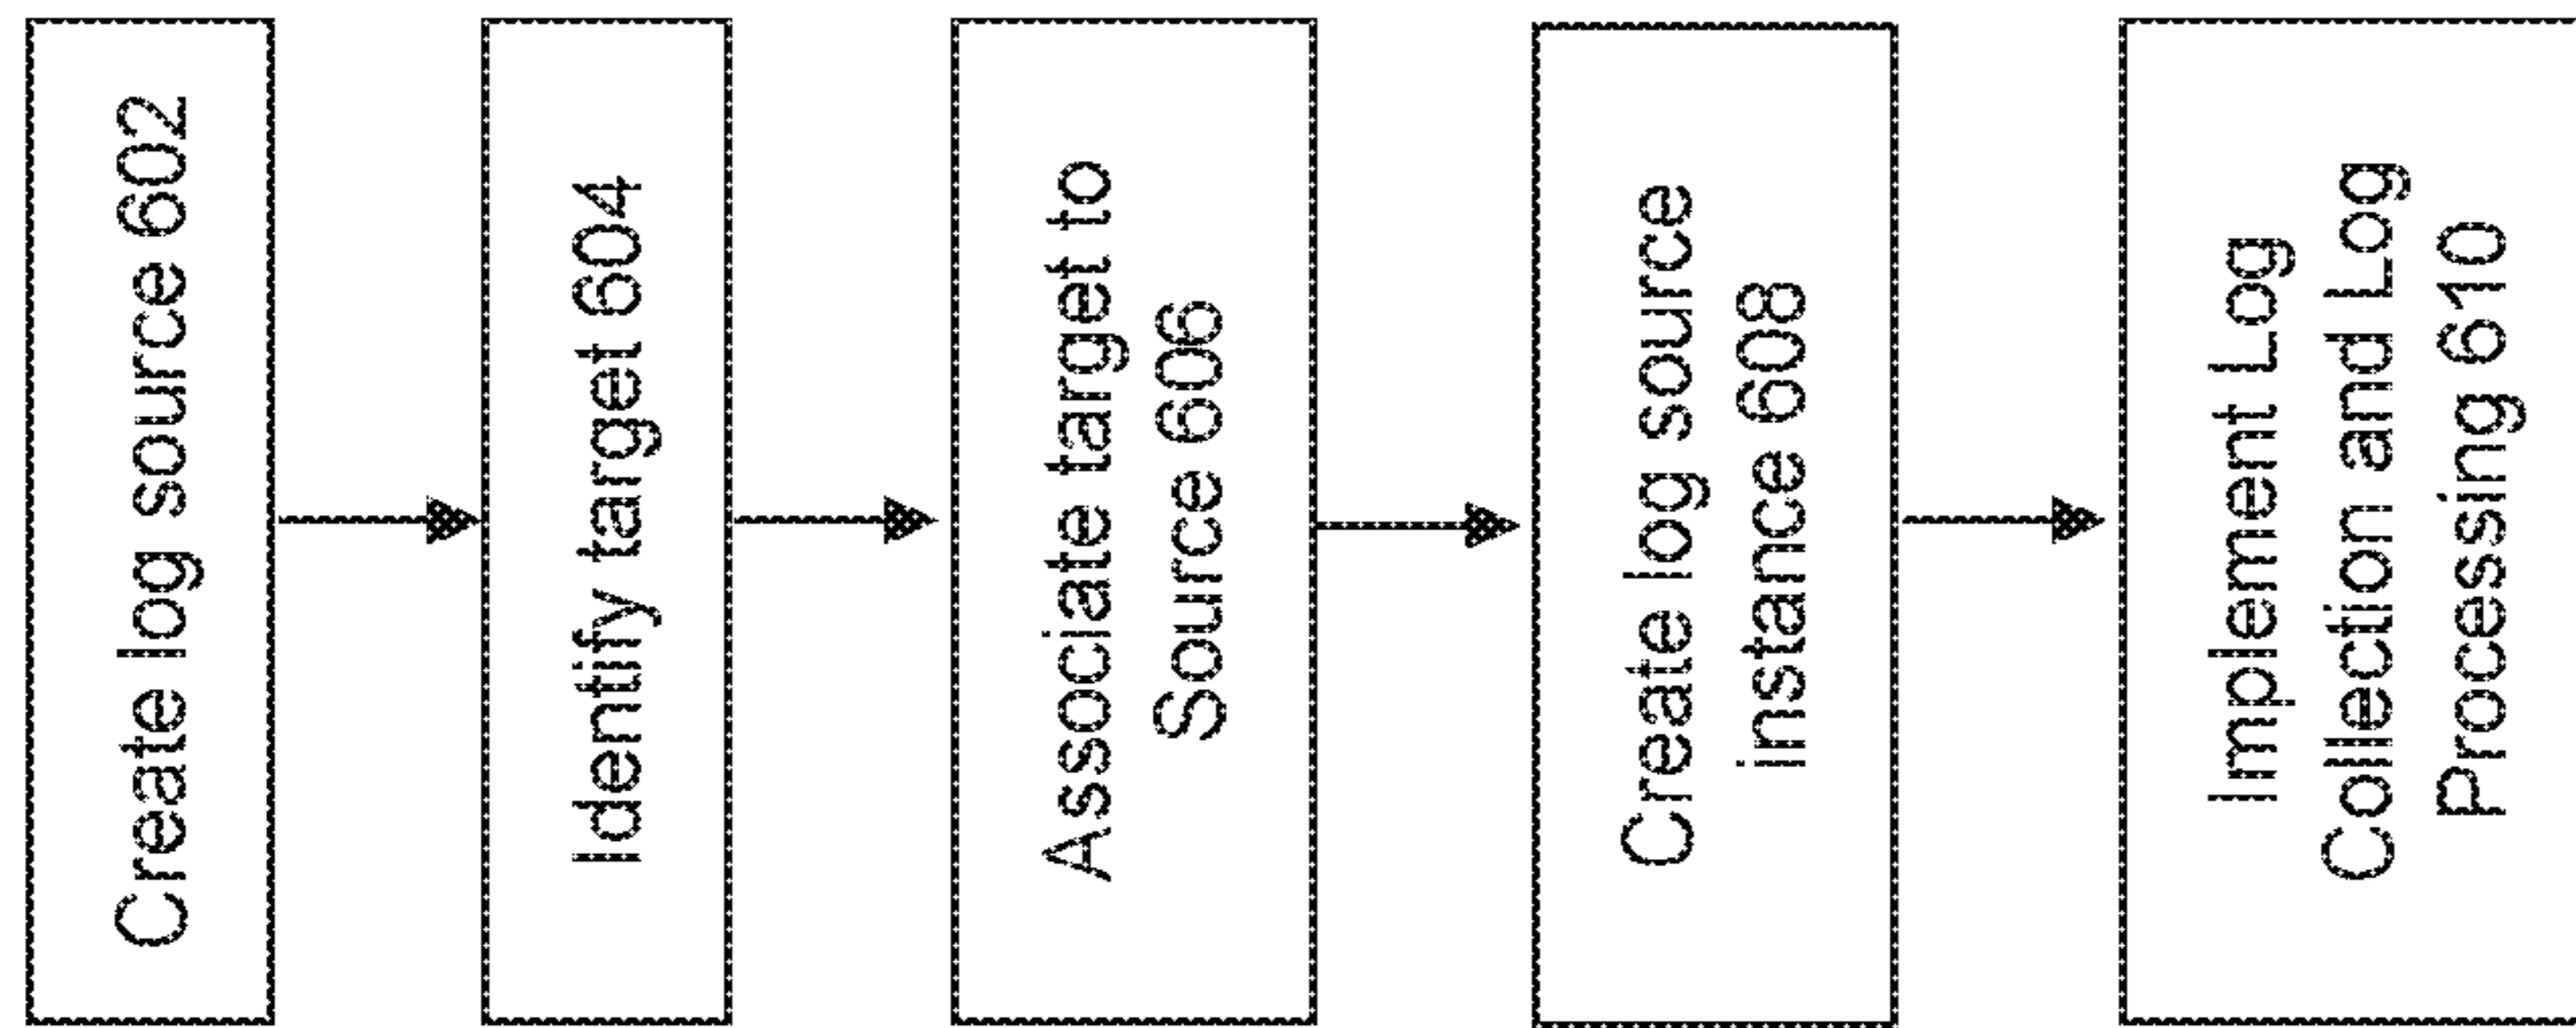 Create log source 602
Identify target 604
Associate target to
Source 606
Create log source
instance 608
Implement Log
Collection and Log
Processing 610